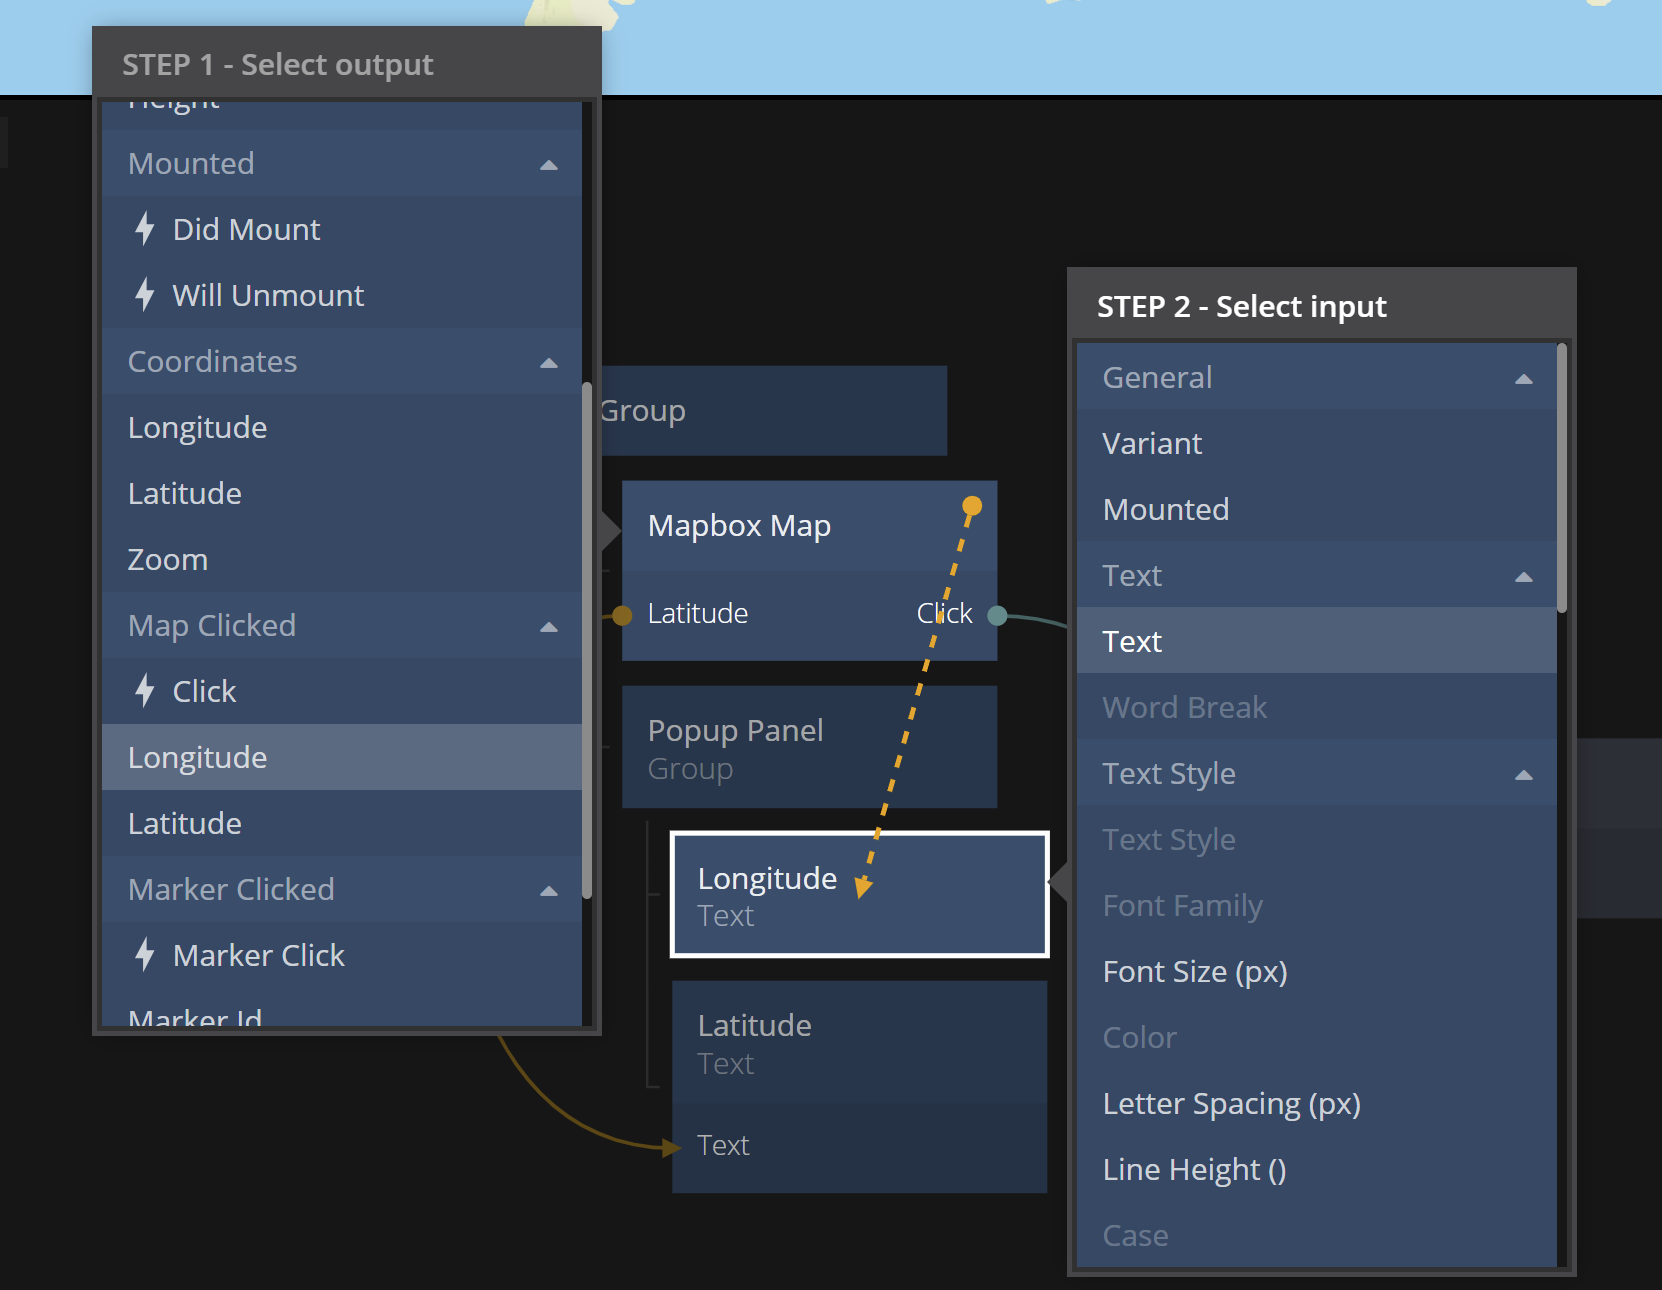 STEP 1 - Select output
Height
Mounted
Did Mount
Will Unmount
Coordinates
Longitude
Latitude
Zoom
Map Clicked
Click
Longitude
Latitude
Marker Clicked
Marker Click
Marker Id
Group
Mapbox Map
Latitude
Click
Popup Panel
Group
Longitude
Text
Latitude
Text
Text
STEP 2 - Select input
General
Variant
Mounted
Text
Text
Word Break
Text Style
Text Style
Font Family
Font Size (px)
Color
Letter Spacing (px)
Line Height ()
Case